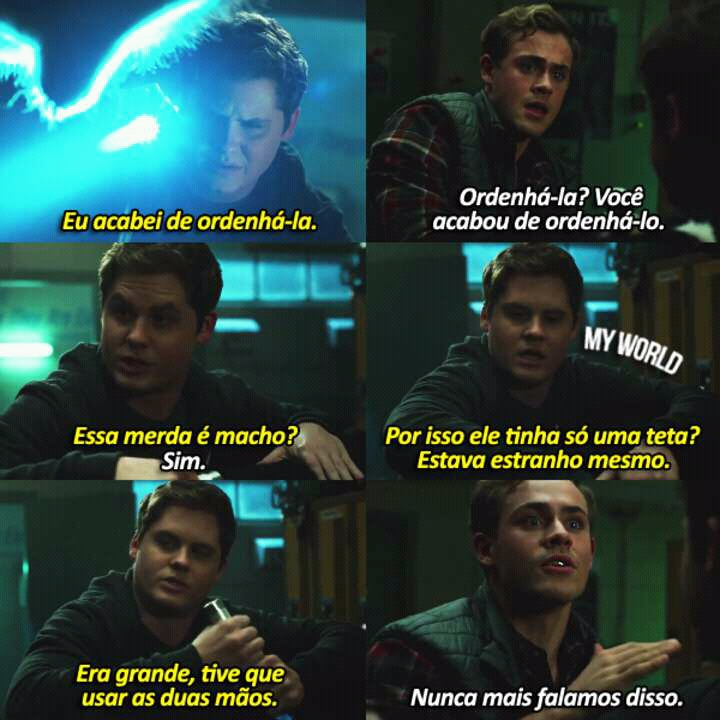 Eu acabei de ordenhá-la.
Ordenhá-la? Você
acabou de ordenhá-lo.
Essa merda é macho?
Sim.
MY WORLD
Por isso ele tinha só uma teta?
Estava estranho mesmo.
Era grande, tive que
usar as duas mãos.
Nunca mais falamos disso.